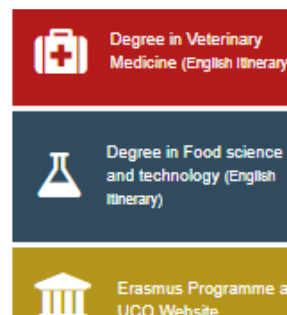 Degree in Veterinary
Medicine (English Itinerary
Degree in Food science
and technology (English
Itinerary)
Erasmus Programme a
UCO Website